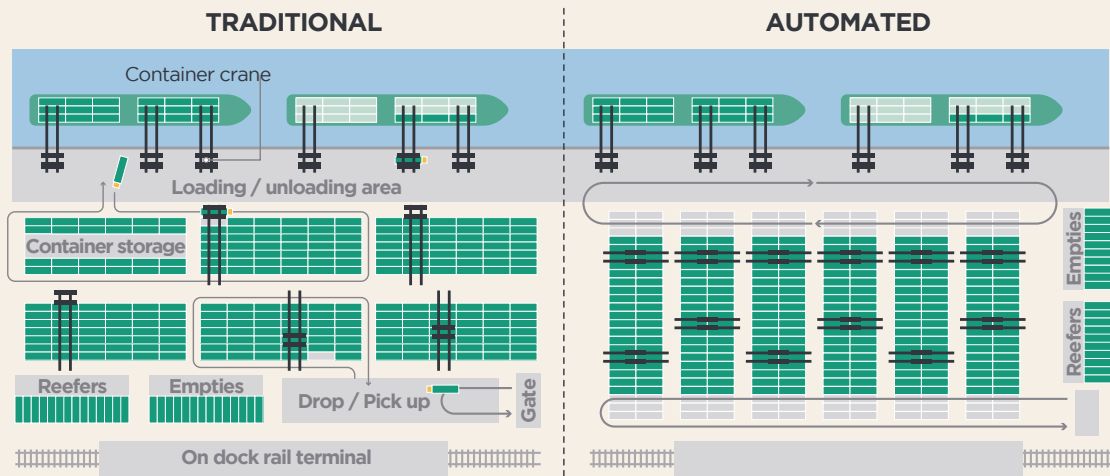 TRADITIONAL
AUTOMATED
Container crane
Loading / unloading area
Container storage
Empties
Reefers
Reefers
Empties
Drop / Pick up
Gate
On dock rail terminal